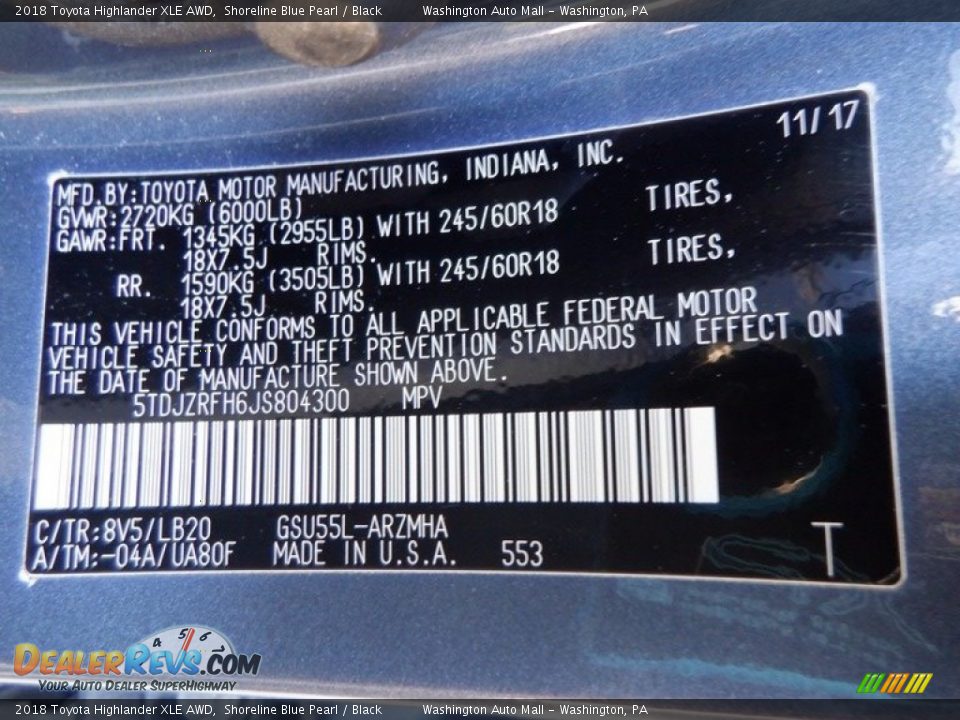 2018 Toyota Highlander XLE AWD, Shoreline Blue Pearl / Black Washington Auto Mall - Washington, PA
11/17
MFD.BY:TOYOTA MOTOR MANUFACTURING, INDIANA, INC.
GVWR:2720KG (6000LB)
GAWR:FRT. 1345KG (2955LB) WITH 245/60R18 TIRES,
18X7.5J RIMS.
RR. 1590KG (3505LB) WITH 245/60R18 TIRES,
18X7.5J RIMS.
THIS VEHICLE CONFORMS TO ALL APPLICABLE FEDERAL MOTOR
VEHICLE SAFETY AND THEFT PREVENTION STANDARDS IN EFFECT ON
THE DATE OF MANUFACTURE SHOWN ABOVE.
5TDJZRFH6JS804300 MPV
C/TR:8V5/LB20 GSU55L-ARZMHA
A/TM:-04A/UA80F MADE IN U.S.A. 553 T
4 5 6
DEALERREVS.COM
YOUR AUTO DEALER SUPERHIGHWAY
2018 Toyota Highlander XLE AWD, Shoreline Blue Pearl / Black Washington Auto Mall - Washington, PA